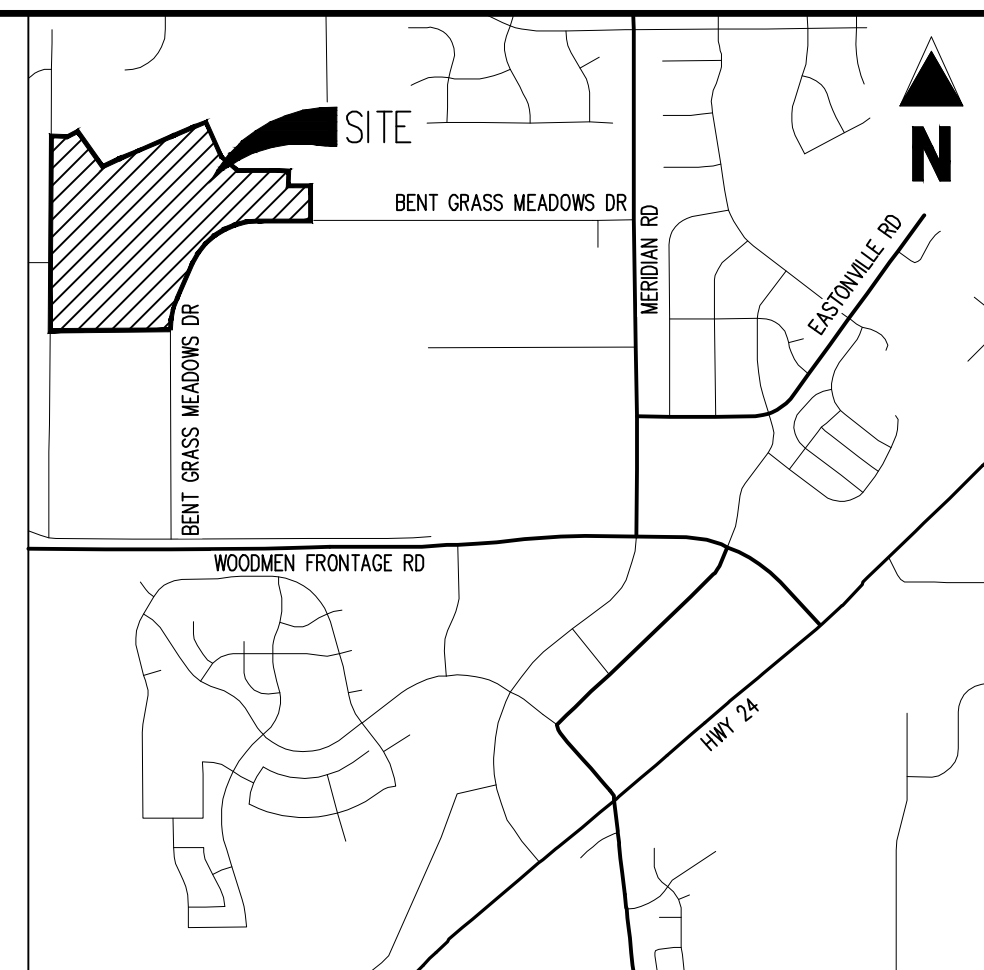 SITE
N
BENT GRASS MEADOWS DR
MERIDIAN RD
EASTONVILLE RD
BENT GRASS MEADOWS DR
WOODMEN FRONTAGE RD
HWY 24